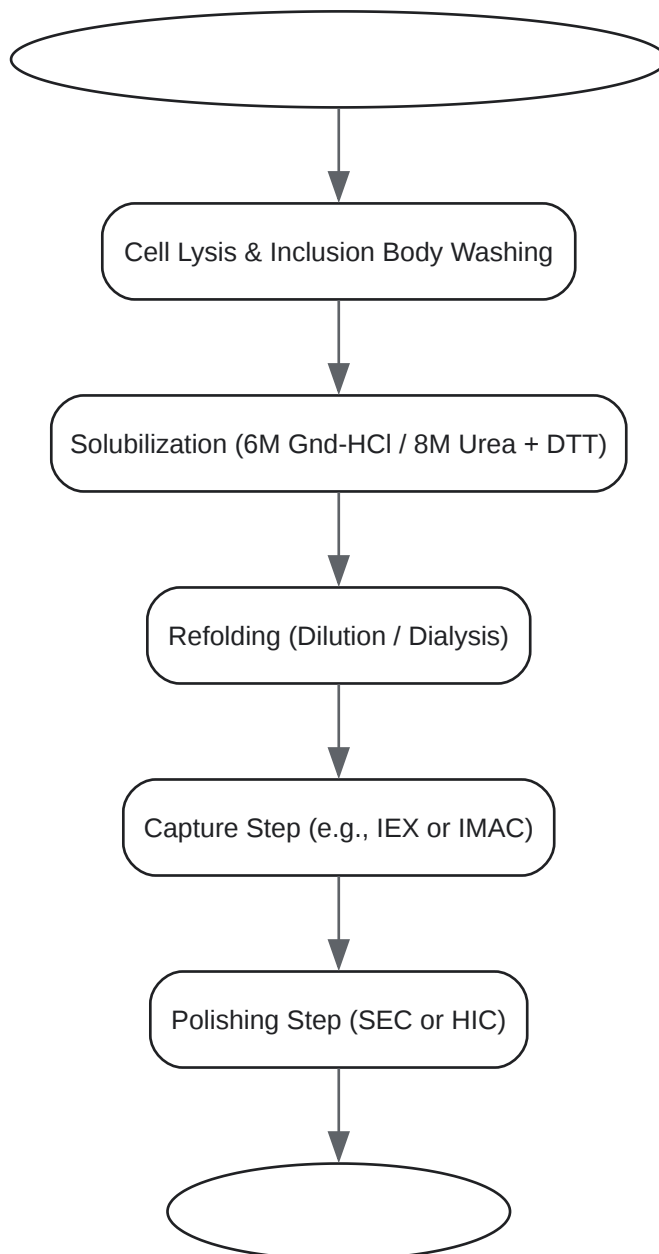 Cell Lysis & Inclusion Body Washing
Solubilization (6M Gnd-HCl / 8M Urea + DTT)
Refolding (Dilution / Dialysis)
Capture Step (e.g., IEX or IMAC)
Polishing Step (SEC or HIC)